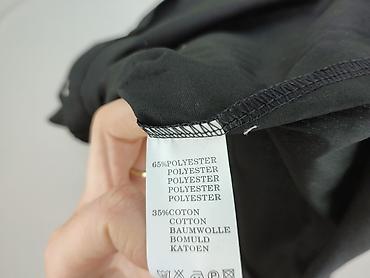 65%POLYESTER
POLYESTER
POLYESTER
POLYESTER
POLYESTER
35%COTON
COTTON
BAUMWOLLE
BOMULD
KATOEN